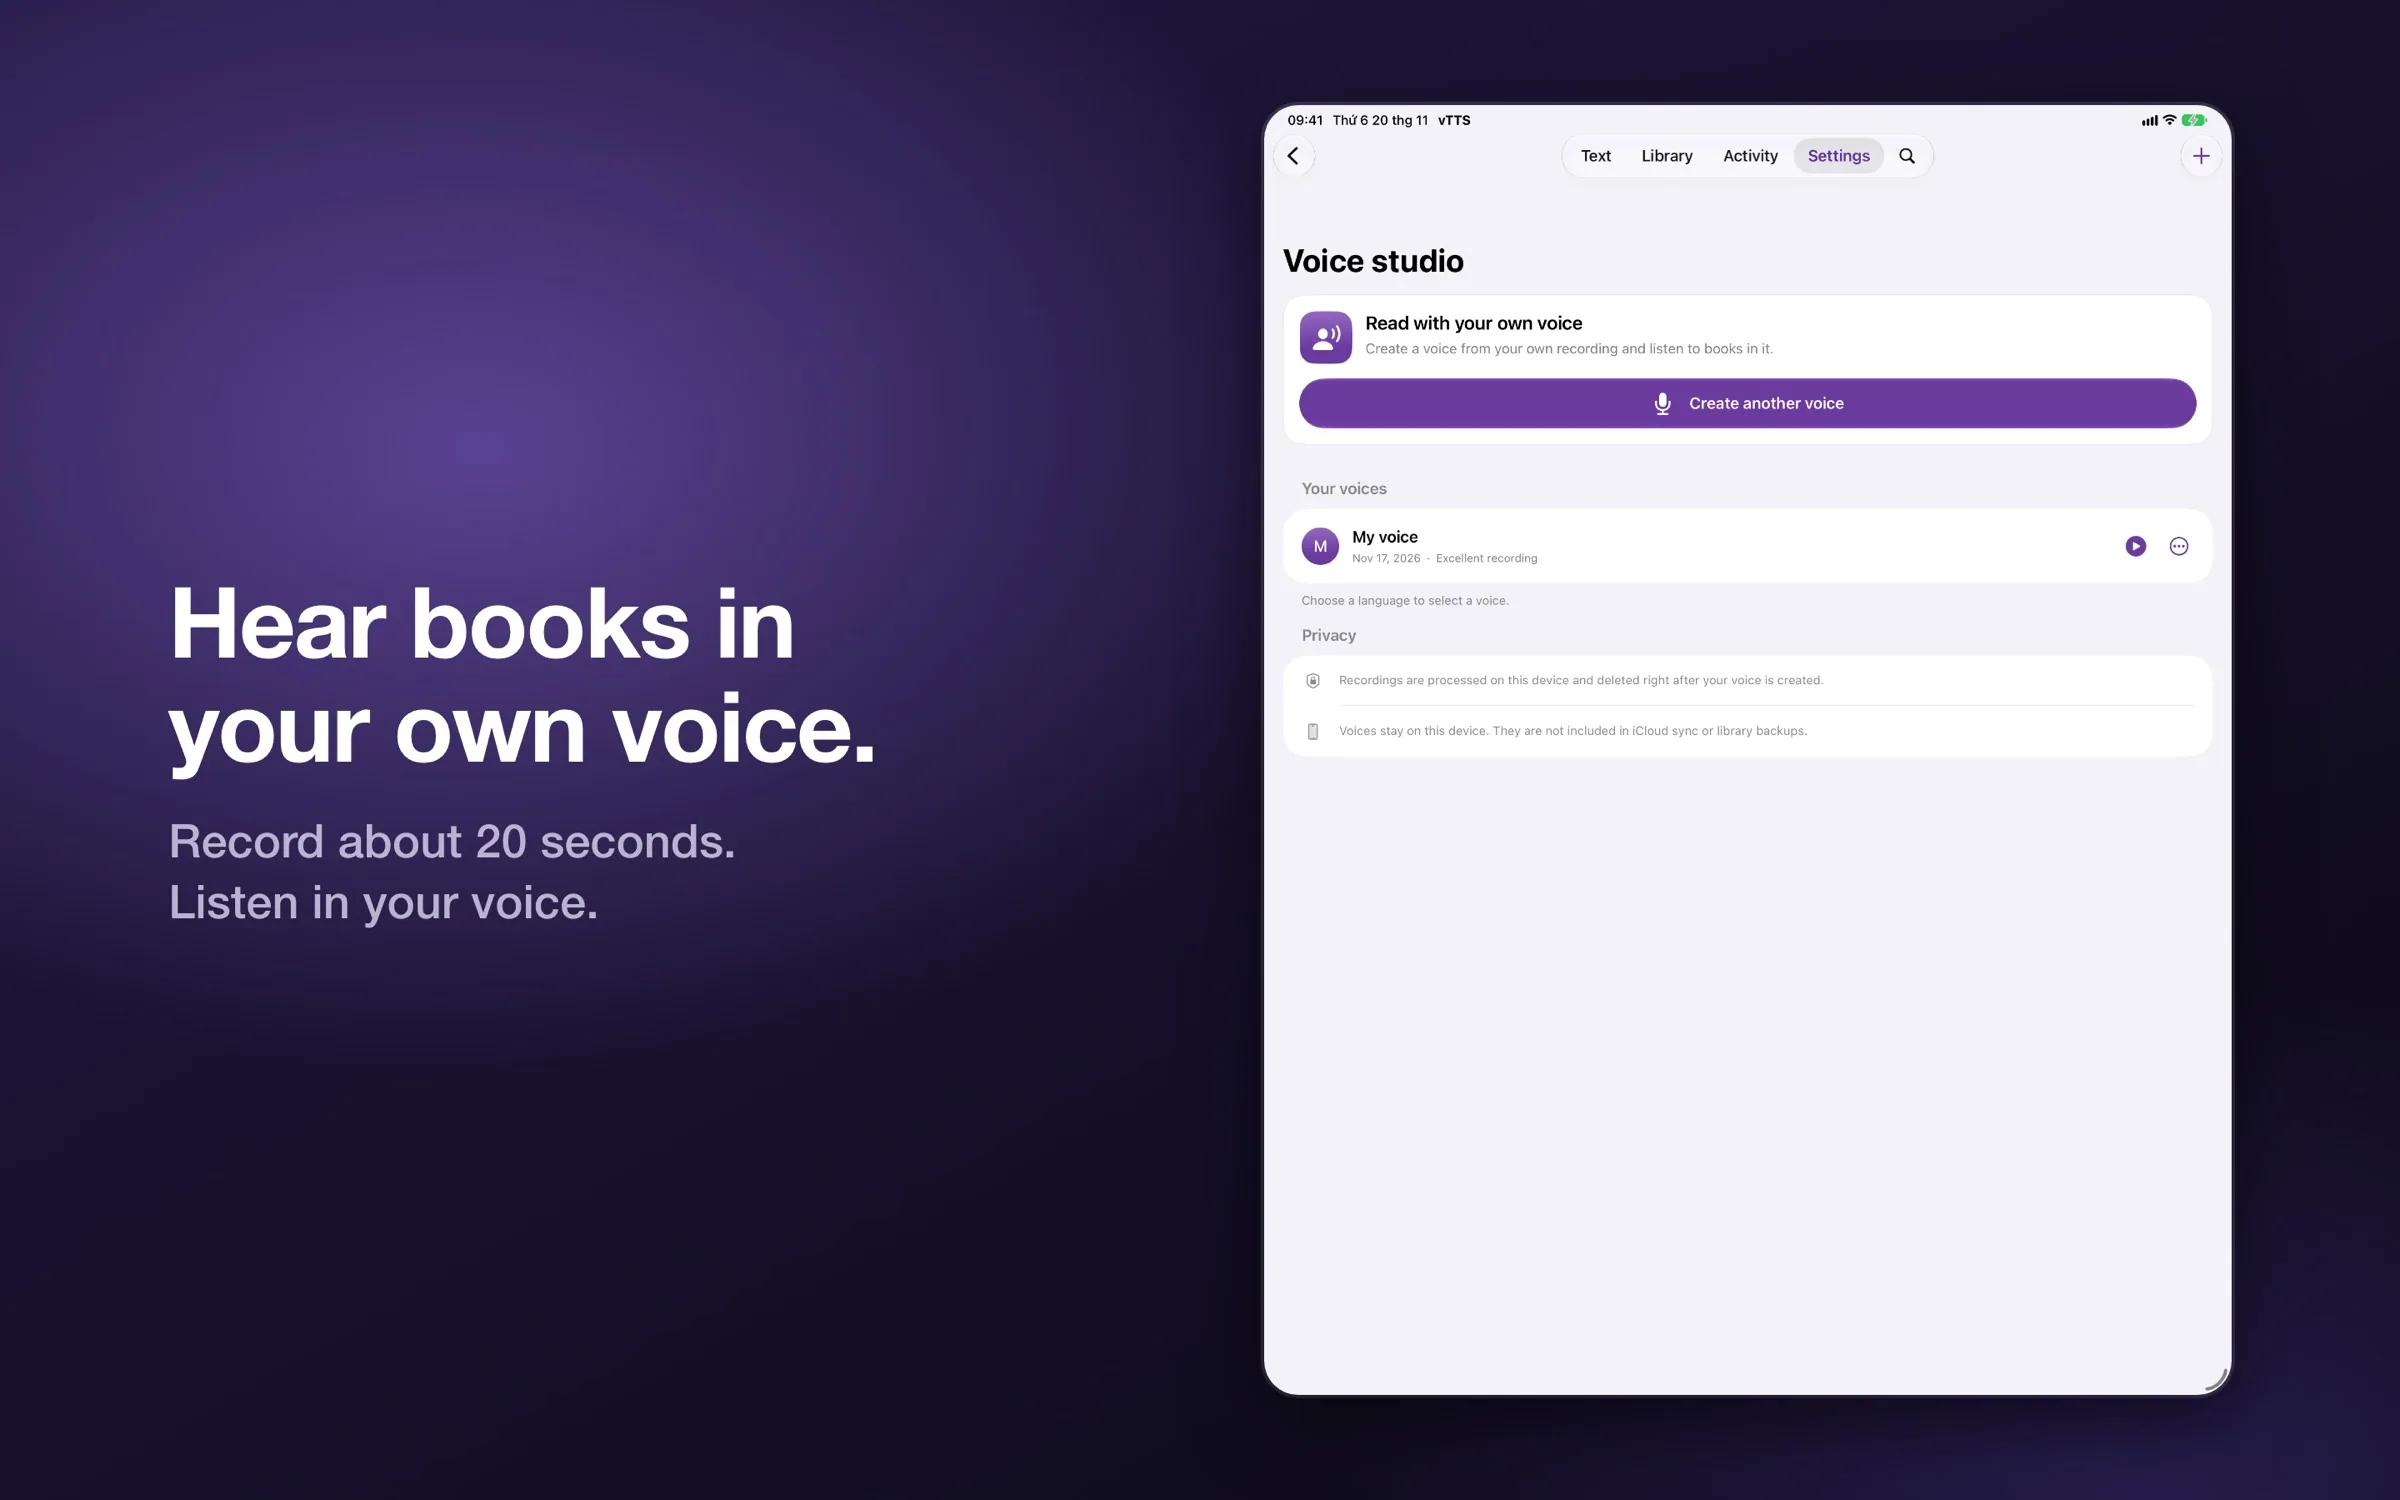 Hear books in
your own voice.
Record about 20 seconds.
Listen in your voice.
09:41 Thứ 6 20 thg 11 vTTS
Text Library Activity Settings
Voice studio
Read with your own voice
Create a voice from your own recording and listen to books in it.
Create another voice
Your voices
M
My voice
Nov 17, 2026 · Excellent recording
Choose a language to select a voice.
Privacy
Recordings are processed on this device and deleted right after your voice is created.
Voices stay on this device. They are not included in iCloud sync or library backups.